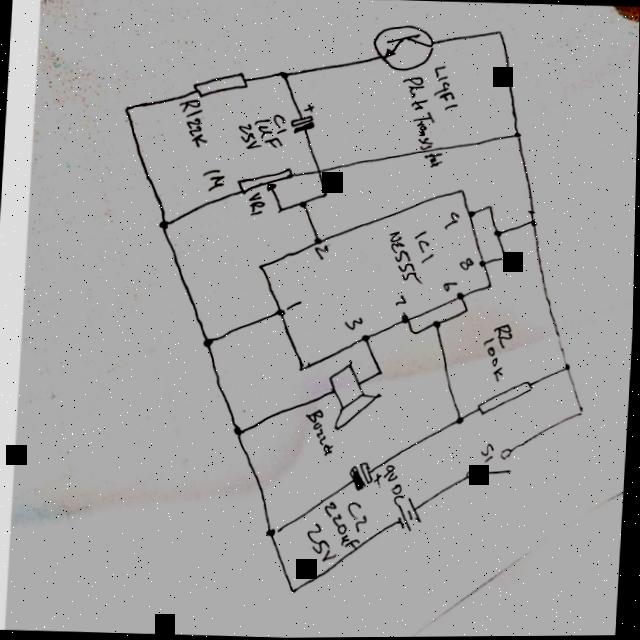 L14F1
Photo Transistor
R1 22K
C1
1uF
25V
1M
VR1
2
4
IC1
NE555
8
6
7
3
1
R2
100K
Buzzer
S1
9V DC
C2
220uF
25V